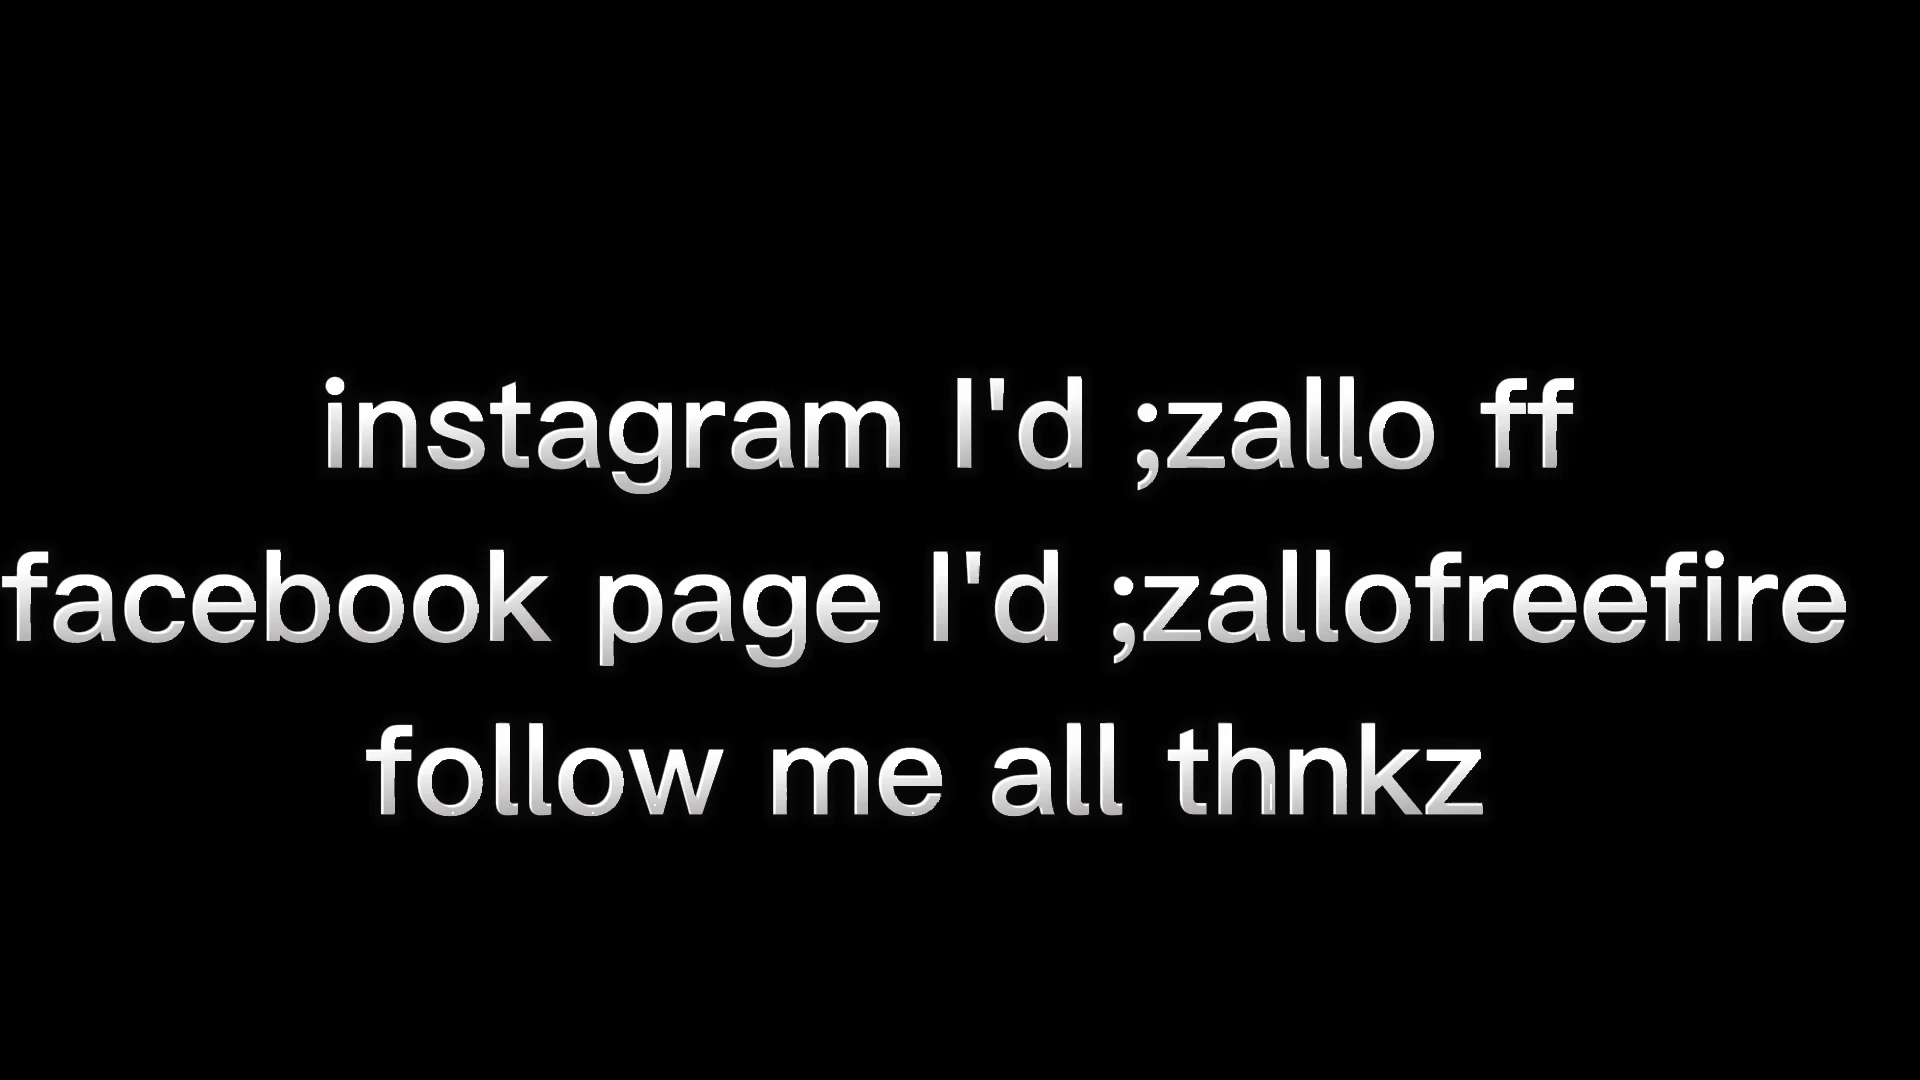 instagram I'd ;zallo ff
facebook page I'd ;zallofreefire
follow me all thnkz